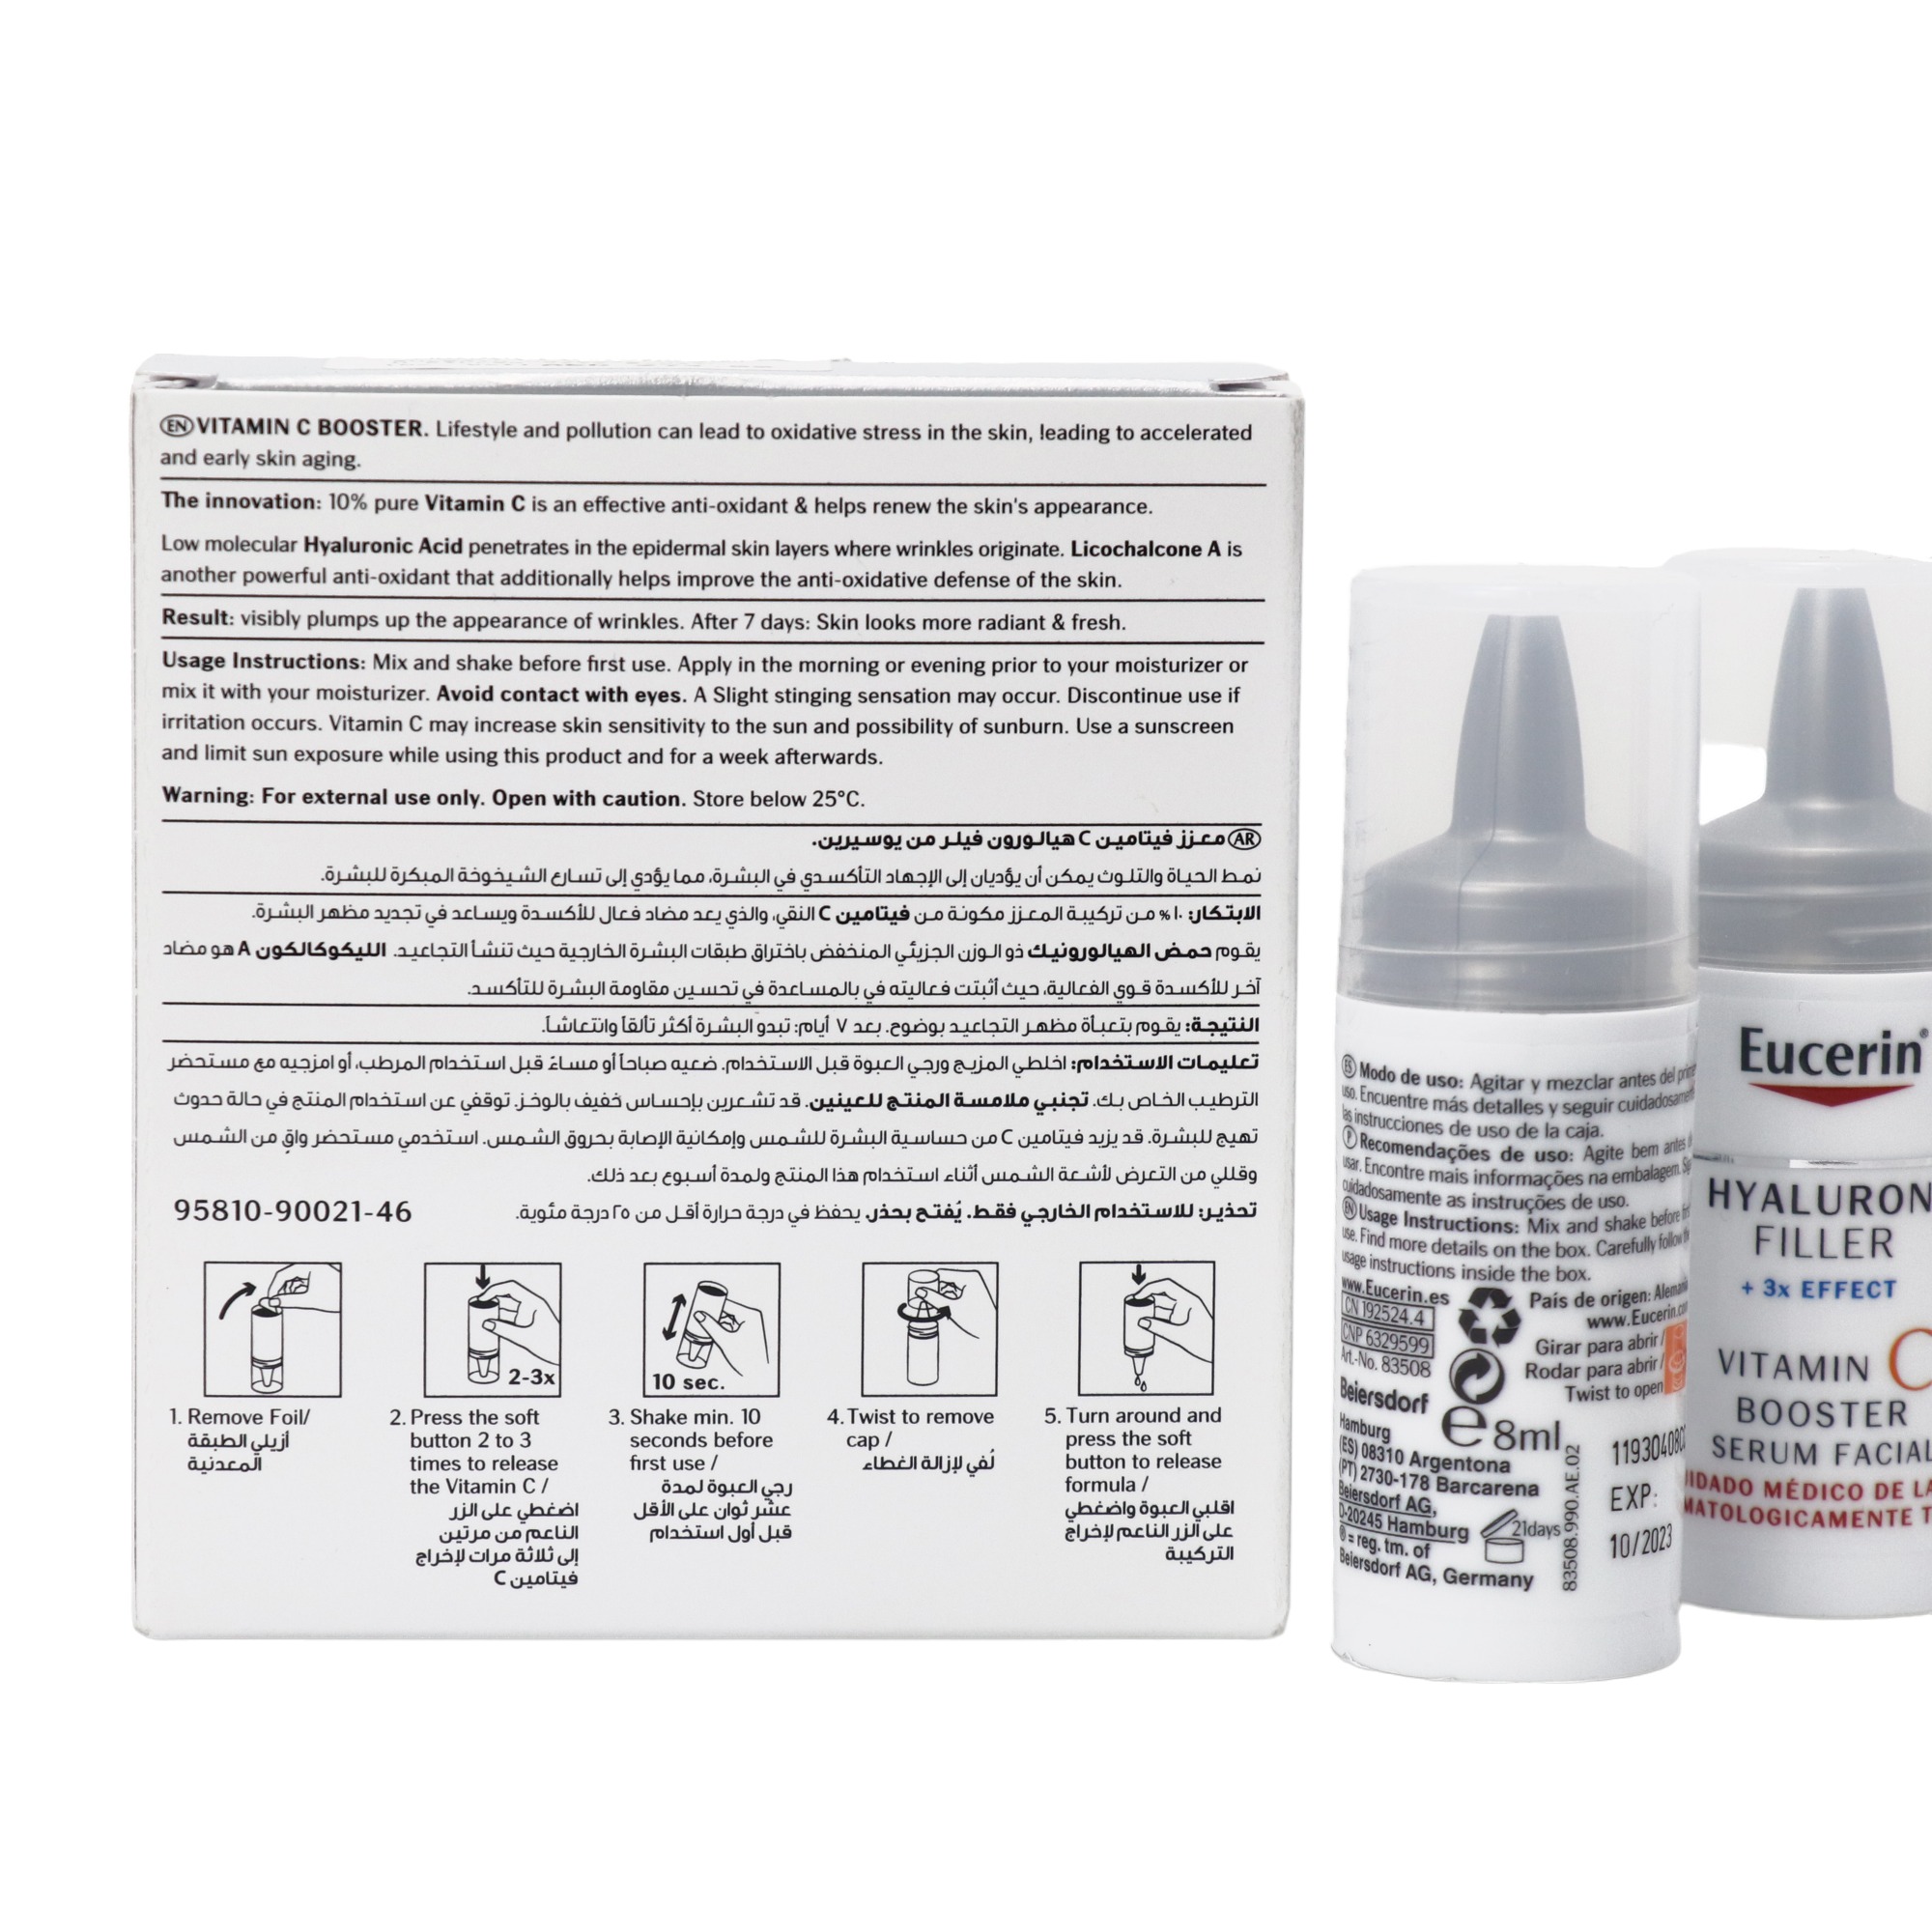 EN VITAMIN C BOOSTER. Lifestyle and pollution can lead to oxidative stress in the skin, leading to accelerated
and early skin aging.
The innovation: 10% pure Vitamin C is an effective anti-oxidant & helps renew the skin's appearance.
Low molecular Hyaluronic Acid penetrates in the epidermal skin layers where wrinkles originate. Licochalcone A is
another powerful anti-oxidant that additionally helps improve the anti-oxidative defense of the skin.
Result: visibly plumps up the appearance of wrinkles. After 7 days: Skin looks more radiant & fresh.
Usage Instructions: Mix and shake before first use. Apply in the morning or evening prior to your moisturizer or
mix it with your moisturizer. Avoid contact with eyes. A Slight stinging sensation may occur. Discontinue use if
irritation occurs. Vitamin C may increase skin sensitivity to the sun and possibility of sunburn. Use a sunscreen
and limit sun exposure while using this product and for a week afterwards.
Warning: For external use only. Open with caution. Store below 25°C.
AR معزز فيتامين C هيالورون فيلر من يوسيرين.
نمط الحياة والتلوث يمكن أن يؤديان إلى الإجهاد التأكسدي في البشرة، مما يؤدي إلى تسارع الشيخوخة المبكرة للبشرة.
الابتكار: ١٠% من تركيبة المعزز مكونة من فيتامين C النقي، والذي يعد مضاد فعال للأكسدة ويساعد في تجديد مظهر البشرة.
يقوم حمض الهيالورونيك ذو الوزن الجزيئي المنخفض باختراق طبقات البشرة الخارجية حيث تنشأ التجاعيد. الليكوكالكون A هو مضاد
آخر للأكسدة قوي الفعالية، حيث أثبتت فعاليته في بالمساعدة في تحسين مقاومة البشرة للتأكسد.
النتيجة: يقوم بتعبأة مظهر التجاعيد بوضوح. بعد ٧ أيام: تبدو البشرة أكثر تألقاً وانتعاشاً.
تعليمات الاستخدام: اخلطي المزيج ورجي العبوة قبل الاستخدام. ضعيه صباحاً أو مساءً قبل استخدام المرطب، أو امزجيه مع مستحضر
الترطيب الخاص بك. تجنبي ملامسة المنتج للعينين. قد تشعرين بإحساس خفيف بالوخز. توقفي عن استخدام المنتج في حالة حدوث
تهيج للبشرة. قد يزيد فيتامين C من حساسية البشرة للشمس وإمكانية الإصابة بحروق الشمس. استخدمي مستحضر واقٍ من الشمس
وقللي من التعرض لأشعة الشمس أثناء استخدام هذا المنتج ولمدة أسبوع بعد ذلك.
تحذير: للاستخدام الخارجي فقط. يُفتح بحذر. يحفظ في درجة حرارة أقل من ٢٥ درجة مئوية.
95810-90021-46
2-3x
10 sec.
1. Remove Foil/
أزيلي الطبقة
المعدنية
2. Press the soft
button 2 to 3
times to release
the Vitamin C /
اضغطي على الزر
الناعم من مرتين
إلى ثلاثة مرات لإخراج
فيتامين C
3. Shake min. 10
seconds before
first use /
رجي العبوة لمدة
عشر ثوان على الأقل
قبل أول استخدام
4. Twist to remove
cap /
لُفي لإزالة الغطاء
5. Turn around and
press the soft
button to release
formula /
اقلبي العبوة واضغطي
على الزر الناعم لإخراج
التركيبة
ES Modo de uso: Agitar y mezclar antes del
uso. Encuentre más detalles y seguir
las instrucciones de uso de la caja.
P Recomendações de uso: Agite bem antes
usar. Encontre mais informações na embalagem.
cuidadosamente as instruções de uso.
EN Usage Instructions: Mix and shake before
use. Find more details on the box. Carefully follow
usage instructions inside the box.
www.Eucerin.es
CN 192524.4
CNP 6329599
Art.-No. 83508
País de origen: Alemania
www.Eucerin.com
Girar para abrir /
Rodar para abrir /
Twist to open
Beiersdorf
Hamburg
(ES) 08310 Argentona
(PT) 2730-178 Barcarena
Beiersdorf AG,
D-20245 Hamburg
® = reg. tm. of
Beiersdorf AG, Germany
e 8ml
21days
83508.990.AE.02
EXP:
10/2023
Eucerin®
HYALURON
FILLER
+ 3x EFFECT
VITAMIN C
BOOSTER
SERUM FACIAL
MÉDICO DE